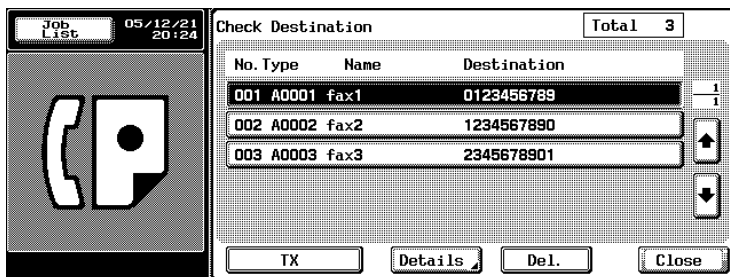 Job List 05/12/21 20:24
Check Destination Total 3
No. Type Name Destination
001 A0001 fax1 0123456789
002 A0002 fax2 1234567890
003 A0003 fax3 2345678901
1
1
TX Details Del. Close